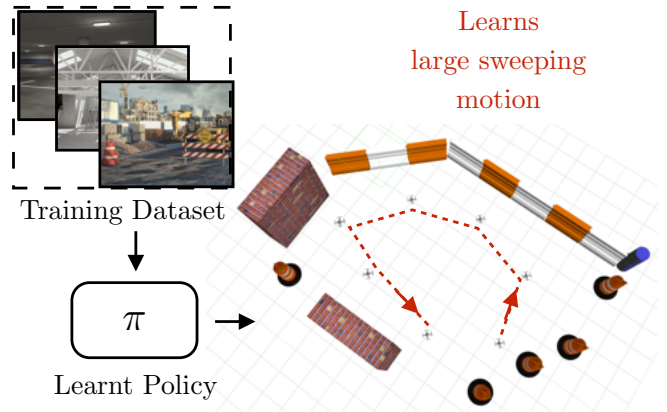 Learns
large sweeping
motion
Training Dataset
π
Learnt Policy